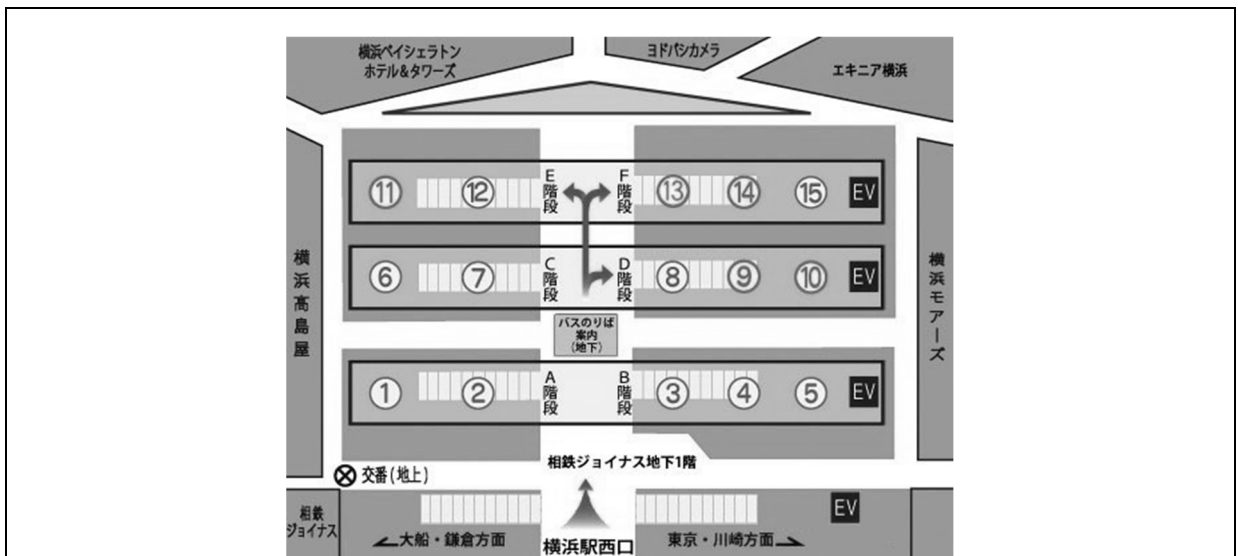 横浜ベイシェラトン
ホテル&タワーズ
ヨドバシカメラ
エキニア横浜
⑪
⑫
E階段
F階段
⑬
⑭
⑮
EV
横浜高島屋
⑥
⑦
C階段
D階段
⑧
⑨
⑩
EV
横浜モアーズ
バスのりば
案内
(地下)
①
②
A階段
B階段
③
④
⑤
EV
交番(地上)
相鉄ジョイナス地下1階
相鉄
ジョイナス
大船・鎌倉方面
横浜駅西口
東京・川崎方面
EV